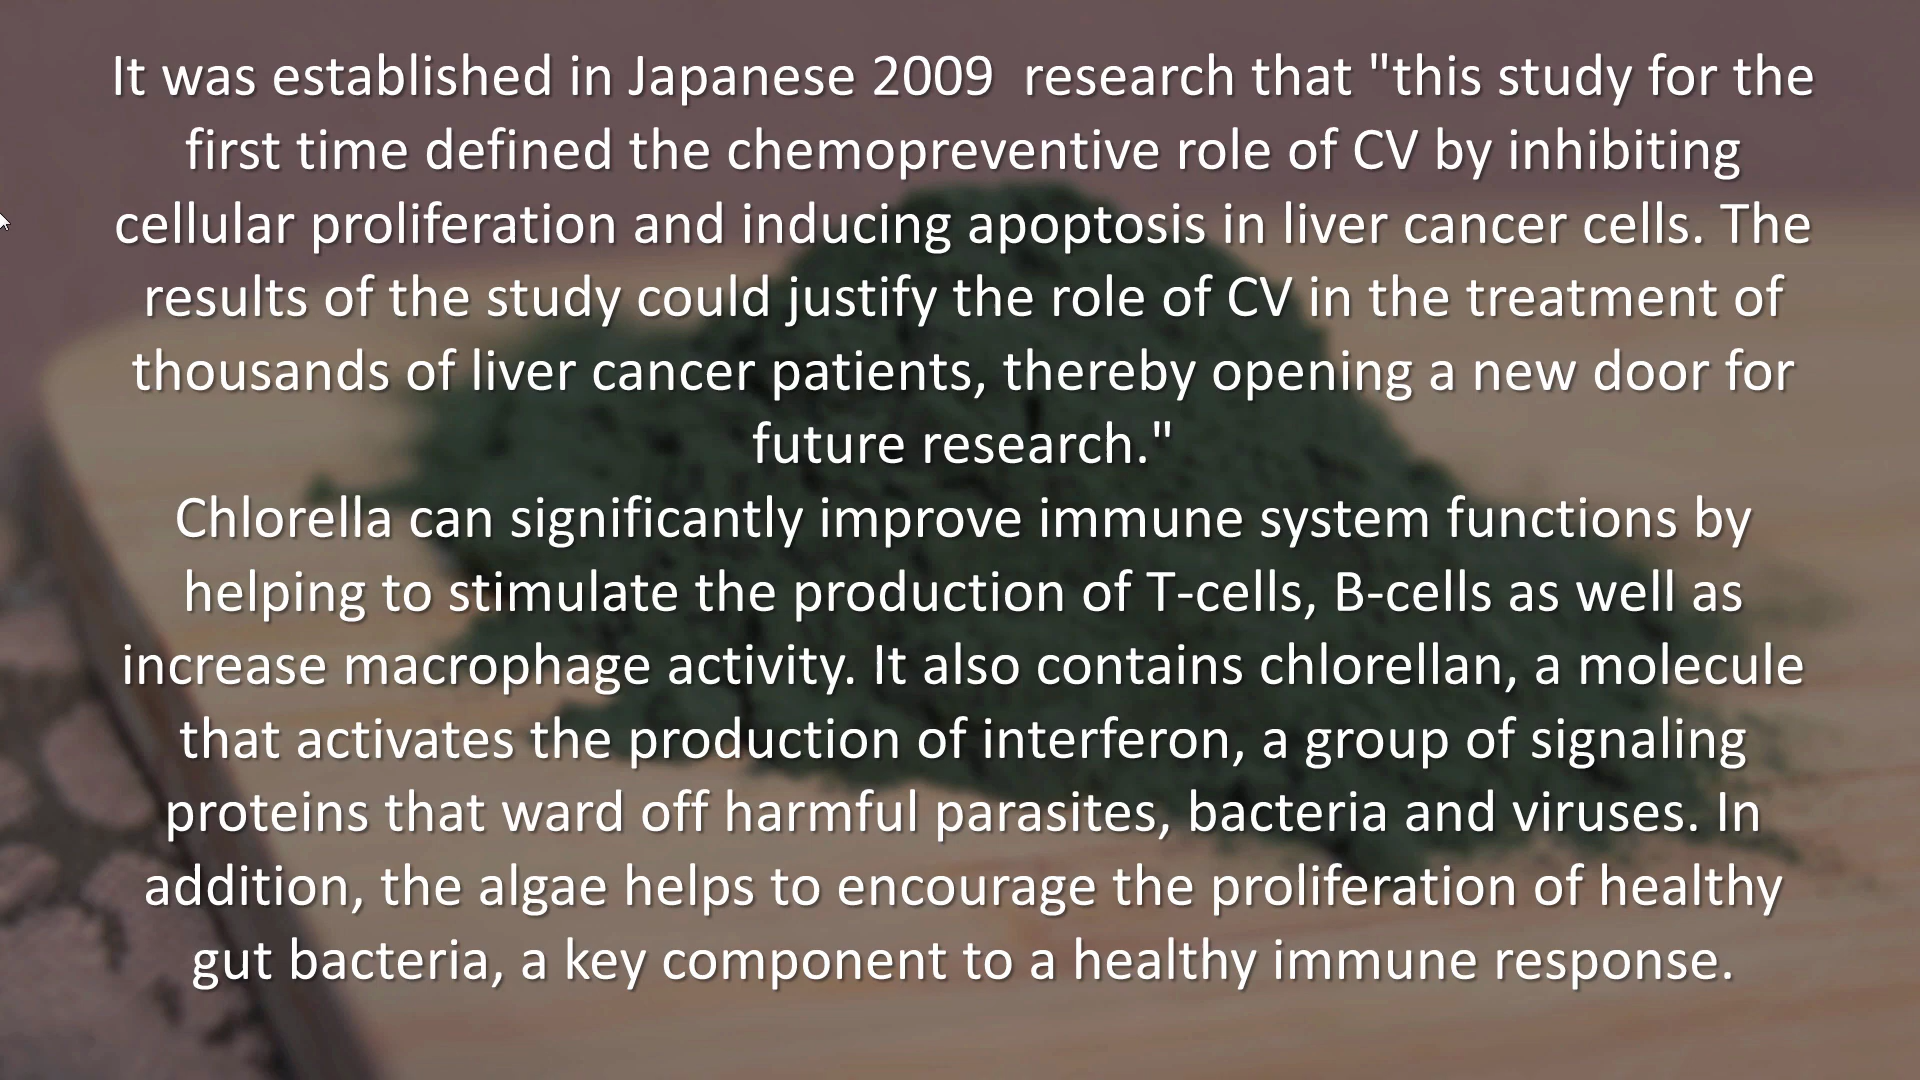 It was established in Japanese 2009  research that "this study for the
first time defined the chemopreventive role of CV by inhibiting
cellular proliferation and inducing apoptosis in liver cancer cells. The
results of the study could justify the role of CV in the treatment of
thousands of liver cancer patients, thereby opening a new door for
future research."
Chlorella can significantly improve immune system functions by
helping to stimulate the production of T-cells, B-cells as well as
increase macrophage activity. It also contains chlorellan, a molecule
that activates the production of interferon, a group of signaling
proteins that ward off harmful parasites, bacteria and viruses. In
addition, the algae helps to encourage the proliferation of healthy
gut bacteria, a key component to a healthy immune response.